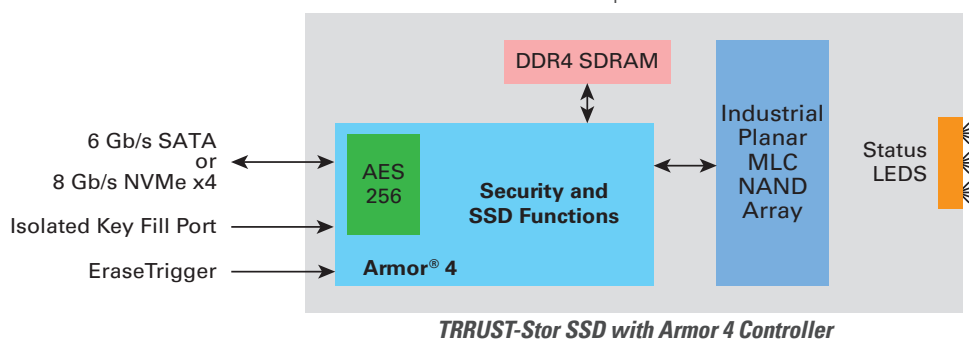 DDR4 SDRAM
6 Gb/s SATA
or
8 Gb/s NVMe x4
Isolated Key Fill Port
EraseTrigger
AES
256
Security and
SSD Functions
Armor® 4
Industrial
Planar
MLC
NAND
Array
Status
LEDS
TRRUST-Stor SSD with Armor 4 Controller